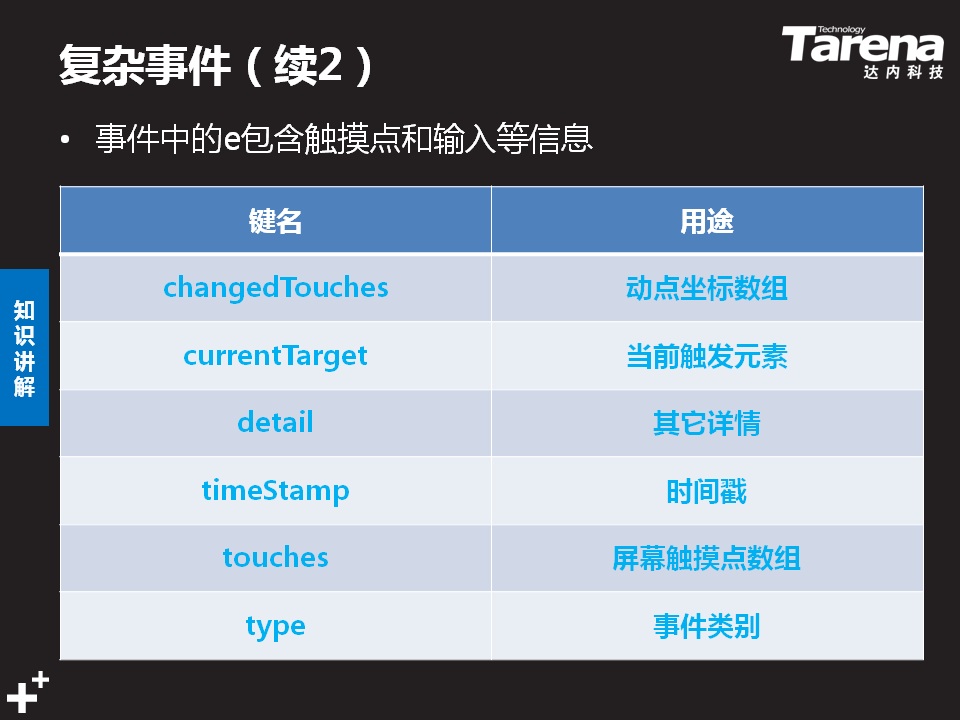 复杂事件（续2）
Technology
Tarena
达内科技
• 事件中的e包含触摸点和输入等信息
键名 用途
changedTouches 动点坐标数组
currentTarget 当前触发元素
detail 其它详情
timeStamp 时间戳
touches 屏幕触摸点数组
type 事件类别
知识讲解